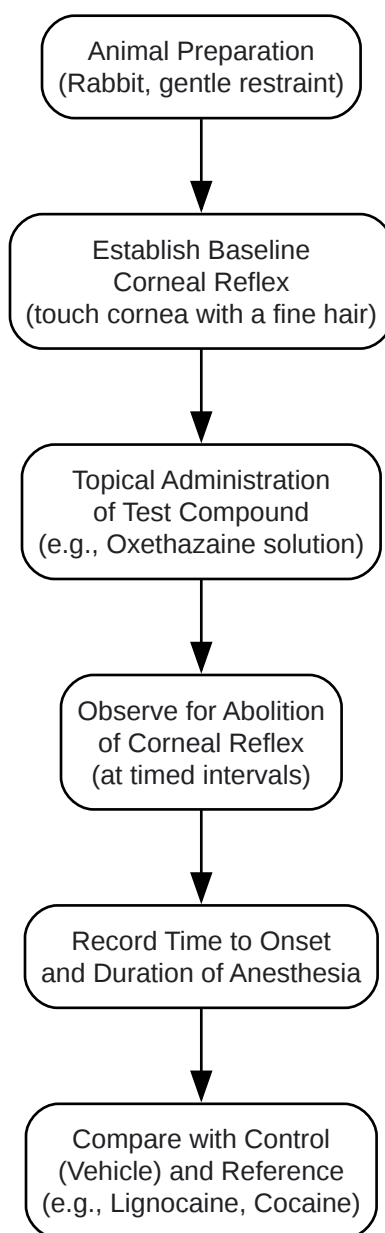 Animal Preparation
(Rabbit, gentle restraint)
Establish Baseline
Corneal Reflex
(touch cornea with a fine hair)
Topical Administration
of Test Compound
(e.g., Oxethazaine solution)
Observe for Abolition
of Corneal Reflex
(at timed intervals)
Record Time to Onset
and Duration of Anesthesia
Compare with Control
(Vehicle) and Reference
(e.g., Lignocaine, Cocaine)